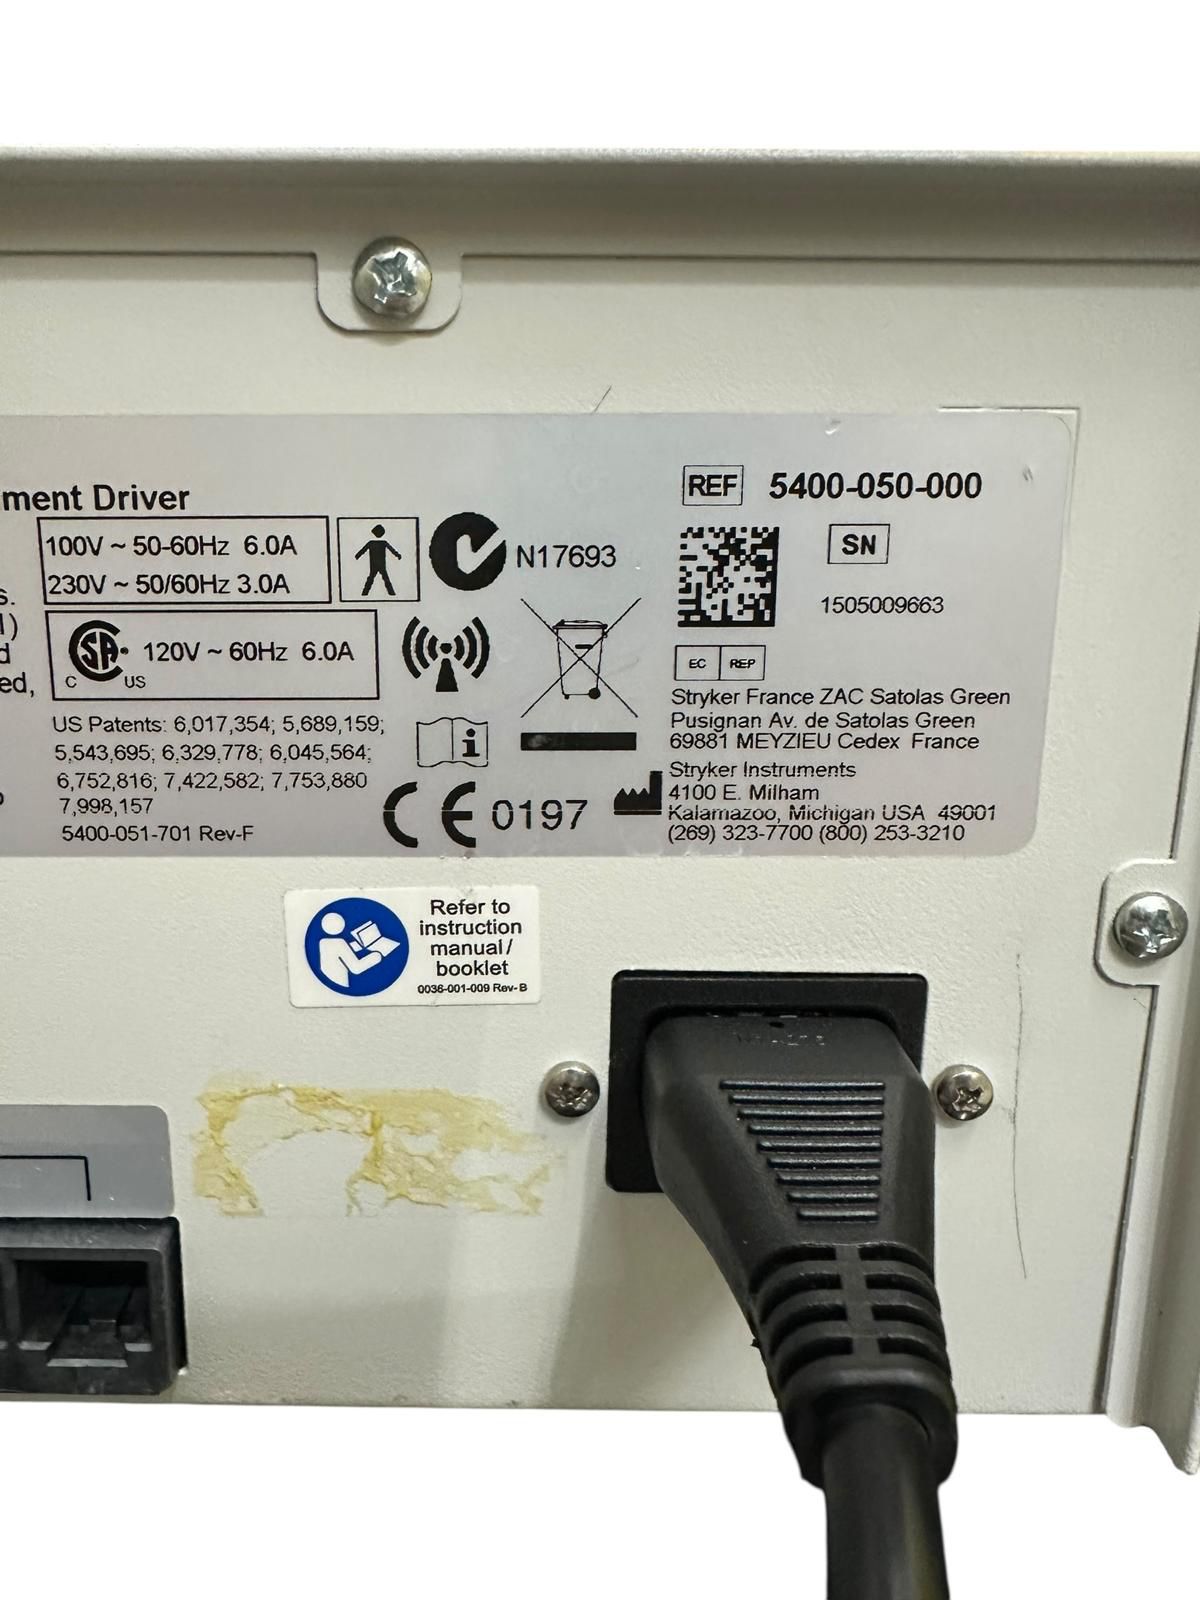 ment Driver
REF 5400-050-000
100V ~ 50-60Hz 6.0A
230V ~ 50/60Hz 3.0A
N17693
SN
1505009663
s.
d
ed,
CSA
C US
120V ~ 60Hz 6.0A
EC REP
Stryker France ZAC Satolas Green
Pusignan Av. de Satolas Green
69881 MEYZIEU Cedex France
US Patents: 6,017,354; 5,689,159;
5,543,695; 6,329,778; 6,045,564;
6,752,816; 7,422,582; 7,753,880
7,998,157
5400-051-701 Rev-F
i
CE 0197
Stryker Instruments
4100 E. Milham
Kalamazoo, Michigan USA 49001
(269) 323-7700 (800) 253-3210
Refer to
instruction
manual/
booklet
0036-001-009 Rev-B